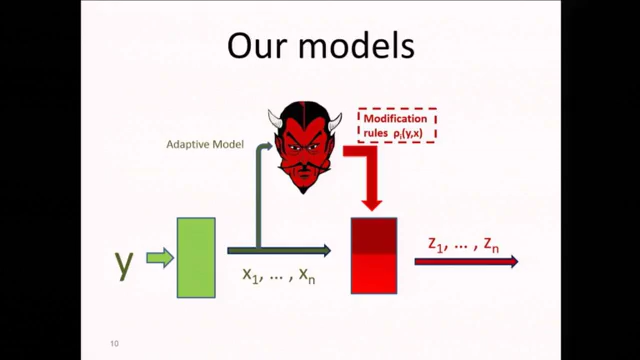 Our models
Adaptive Model
Modification
rules ρᵢ(y,x)
y
x₁, ... , xₙ
z₁, ... , zₙ
10